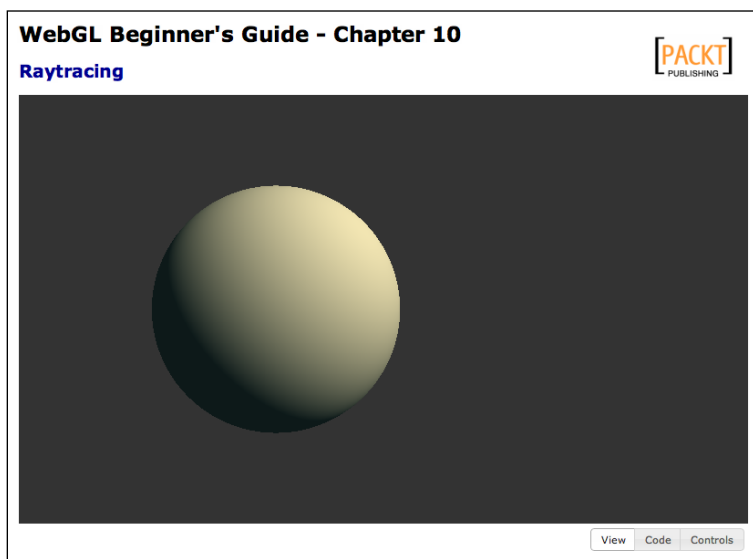 WebGL Beginner's Guide - Chapter 10
Raytracing
[PACKT]
PUBLISHING
View Code Controls